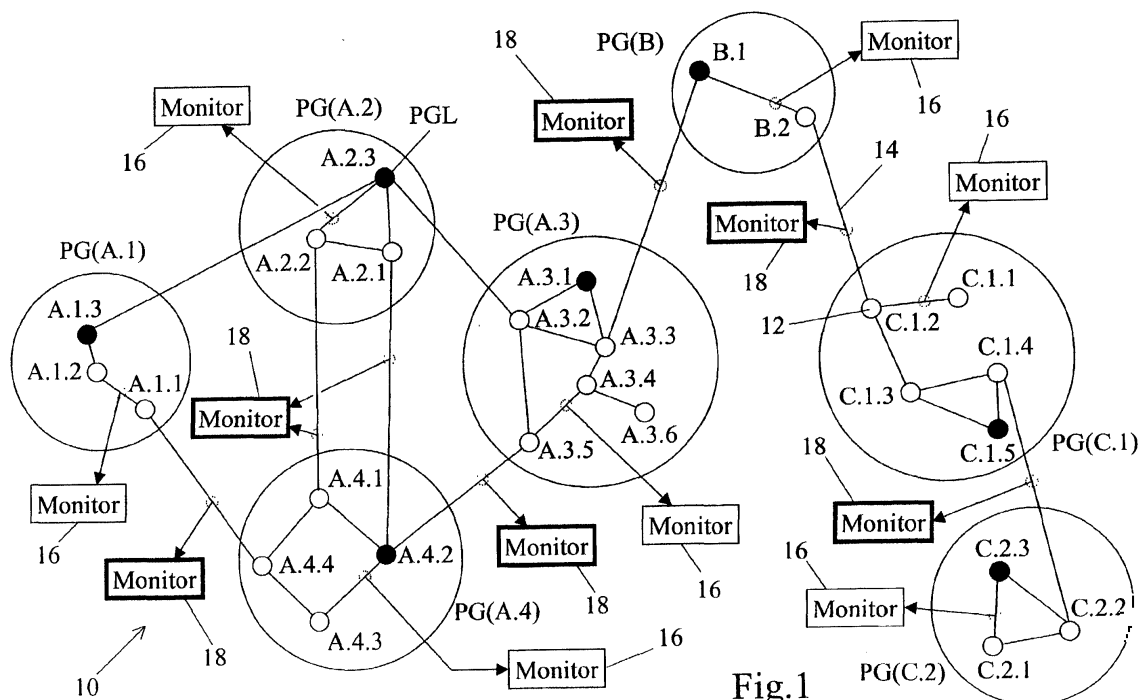 18
PG(B)
B.1
Monitor
16
B.2
Monitor
16
PG(A.2)
PGL
A.2.3
A.2.2
A.2.1
Monitor
14
16
Monitor
Monitor
18
PG(A.1)
A.1.3
A.1.2
A.1.1
PG(A.3)
A.3.1
A.3.2
A.3.3
A.3.4
A.3.5
A.3.6
12
C.1.1
C.1.2
C.1.3
C.1.4
C.1.5
PG(C.1)
18
Monitor
Monitor
16
Monitor
18
A.4.1
A.4.2
A.4.4
A.4.3
PG(A.4)
Monitor
18
Monitor
16
18
Monitor
16
Monitor
C.2.3
C.2.2
C.2.1
PG(C.2)
Monitor
16
10
Fig.1